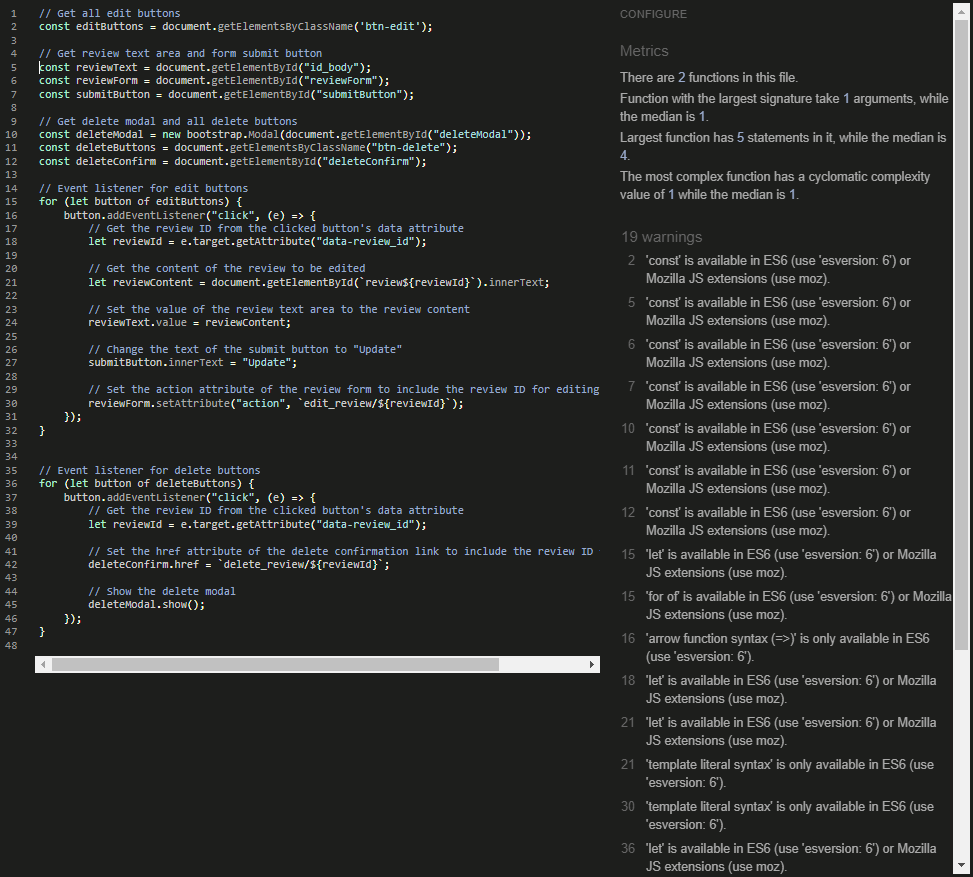 1 // Get all edit buttons
2 const editButtons = document.getElementsByClassName('btn-edit');
3
4 // Get review text area and form submit button
5 const reviewText = document.getElementById("id_body");
6 const reviewForm = document.getElementById("reviewForm");
7 const submitButton = document.getElementById("submitButton");
8
9 // Get delete modal and all delete buttons
10 const deleteModal = new bootstrap.Modal(document.getElementById("deleteModal"));
11 const deleteButtons = document.getElementsByClassName("btn-delete");
12 const deleteConfirm = document.getElementById("deleteConfirm");
13
14 // Event listener for edit buttons
15 for (let button of editButtons) {
16 button.addEventListener("click", (e) => {
17 // Get the review ID from the clicked button's data attribute
18 let reviewId = e.target.getAttribute("data-review_id");
19
20 // Get the content of the review to be edited
21 let reviewContent = document.getElementById(`review${reviewId}`).innerText;
22
23 // Set the value of the review text area to the review content
24 reviewText.value = reviewContent;
25
26 // Change the text of the submit button to "Update"
27 submitButton.innerText = "Update";
28
29 // Set the action attribute of the review form to include the review ID for editing
30 reviewForm.setAttribute("action", `edit_review/${reviewId}`);
31 });
32 }
33
34
35 // Event listener for delete buttons
36 for (let button of deleteButtons) {
37 button.addEventListener("click", (e) => {
38 // Get the review ID from the clicked button's data attribute
39 let reviewId = e.target.getAttribute("data-review_id");
40
41 // Set the href attribute of the delete confirmation link to include the review ID
42 deleteConfirm.href = `delete_review/${reviewId}`;
43
44 // Show the delete modal
45 deleteModal.show();
46 });
47 }
48
CONFIGURE
Metrics
There are 2 functions in this file.
Function with the largest signature take 1 arguments, while
the median is 1.
Largest function has 5 statements in it, while the median is
4.
The most complex function has a cyclomatic complexity
value of 1 while the median is 1.
19 warnings
2 'const' is available in ES6 (use 'esversion: 6') or
Mozilla JS extensions (use moz).
5 'const' is available in ES6 (use 'esversion: 6') or
Mozilla JS extensions (use moz).
6 'const' is available in ES6 (use 'esversion: 6') or
Mozilla JS extensions (use moz).
7 'const' is available in ES6 (use 'esversion: 6') or
Mozilla JS extensions (use moz).
10 'const' is available in ES6 (use 'esversion: 6') or
Mozilla JS extensions (use moz).
11 'const' is available in ES6 (use 'esversion: 6') or
Mozilla JS extensions (use moz).
12 'const' is available in ES6 (use 'esversion: 6') or
Mozilla JS extensions (use moz).
15 'let' is available in ES6 (use 'esversion: 6') or Mozilla
JS extensions (use moz).
15 'for of' is available in ES6 (use 'esversion: 6') or Mozilla
JS extensions (use moz).
16 'arrow function syntax (=>)' is only available in ES6
(use 'esversion: 6').
18 'let' is available in ES6 (use 'esversion: 6') or Mozilla
JS extensions (use moz).
21 'let' is available in ES6 (use 'esversion: 6') or Mozilla
JS extensions (use moz).
21 'template literal syntax' is only available in ES6 (use
'esversion: 6').
30 'template literal syntax' is only available in ES6 (use
'esversion: 6').
36 'let' is available in ES6 (use 'esversion: 6') or Mozilla
JS extensions (use moz).